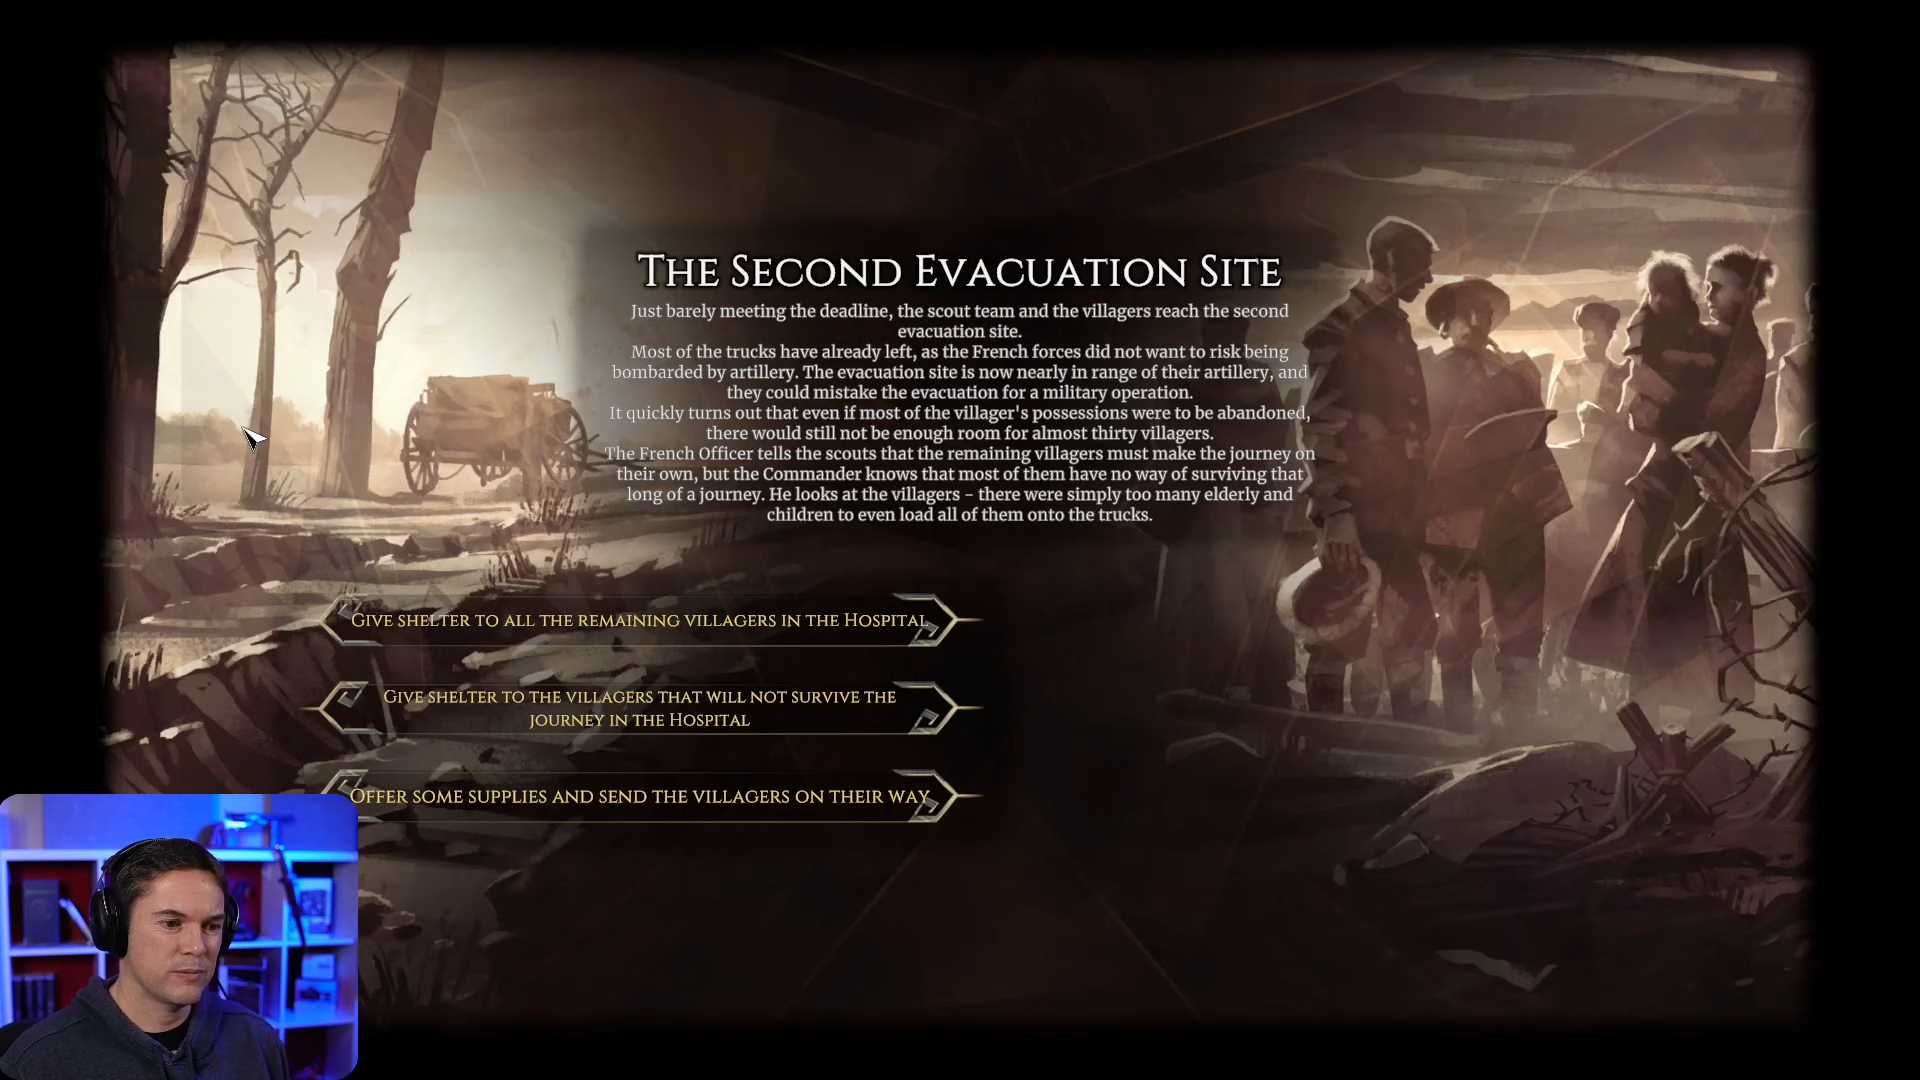 The Second Evacuation Site
Just barely meeting the deadline, the scout team and the villagers reach the second
evacuation site.
Most of the trucks have already left, as the French forces did not want to risk being
bombarded by artillery. The evacuation site is now nearly in range of their artillery, and
they could mistake the evacuation for a military operation.
It quickly turns out that even if most of the villager's possessions were to be abandoned,
there would still not be enough room for almost thirty villagers.
The French Officer tells the scouts that the remaining villagers must make the journey on
their own, but the Commander knows that most of them have no way of surviving that
long of a journey. He looks at the villagers - there were simply too many elderly and
children to even load all of them onto the trucks.
Give shelter to all the remaining villagers in the Hospital
Give shelter to the villagers that will not survive the
journey in the Hospital
Offer some supplies and send the villagers on their way